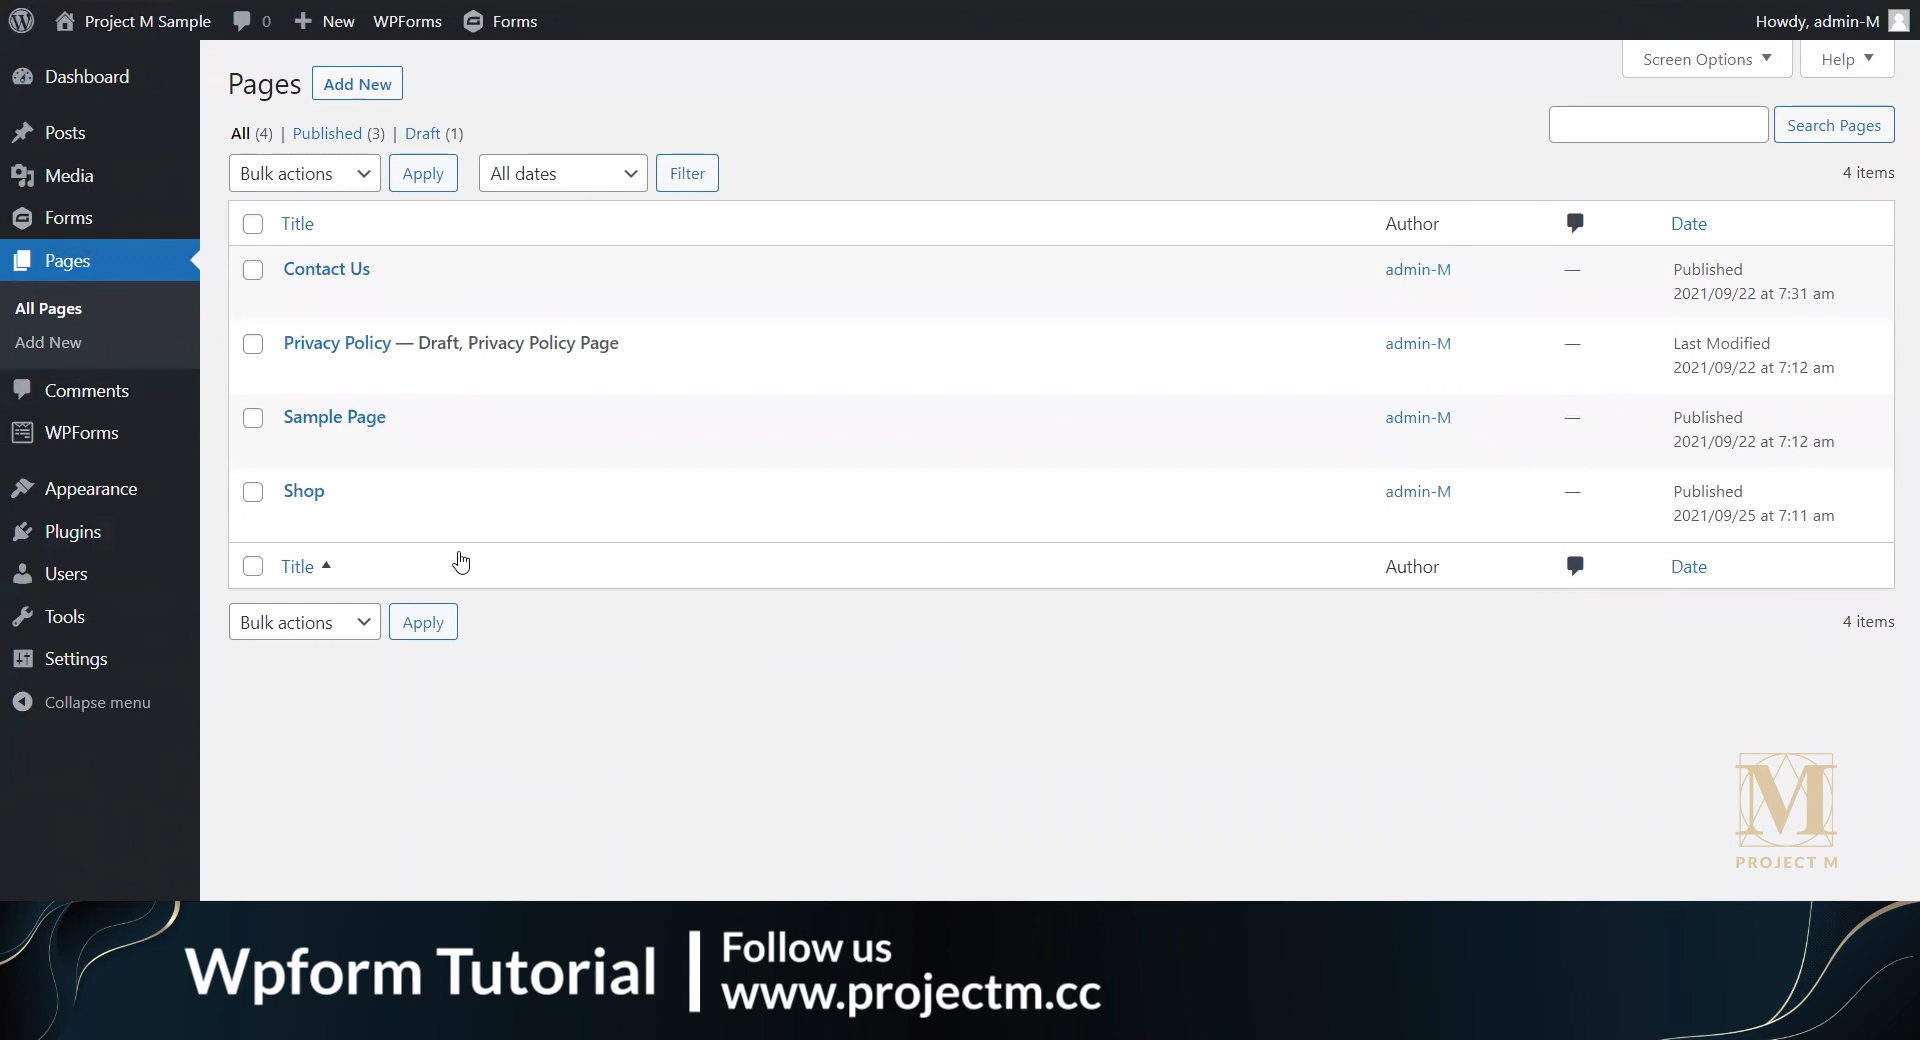 Project M Sample 0 New WPForms Forms Howdy, admin-M
Dashboard
Posts
Media
Forms
Pages
All Pages
Add New
Comments
WPForms
Appearance
Plugins
Users
Tools
Settings
Collapse menu
Screen Options Help
Pages Add New
All (4) | Published (3) | Draft (1)
Search Pages
Bulk actions Apply All dates Filter 4 items
Title Author Date
Contact Us admin-M — Published
2021/09/22 at 7:31 am
Privacy Policy — Draft, Privacy Policy Page admin-M — Last Modified
2021/09/22 at 7:12 am
Sample Page admin-M — Published
2021/09/22 at 7:12 am
Shop admin-M — Published
2021/09/25 at 7:11 am
Title Author Date
Bulk actions Apply 4 items
M
PROJECT M
Wpform Tutorial
Follow us
www.projectm.cc